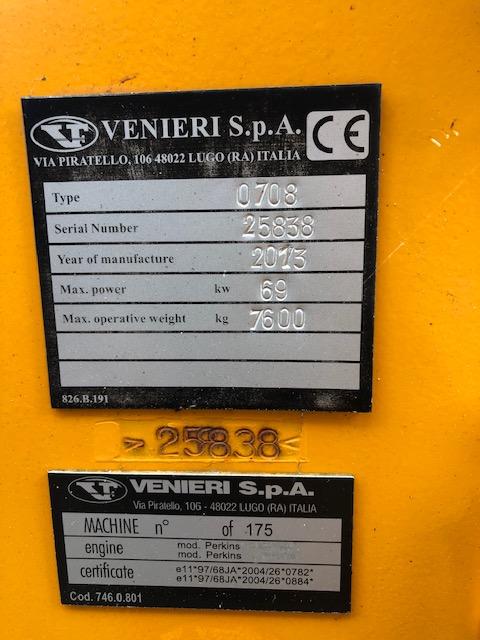 VF VENIERI S.p.A. CE
VIA PIRATELLO, 106 48022 LUGO (RA) ITALIA
Type 0708
Serial Number 25838
Year of manufacture 2013
Max. power kw 69
Max. operative weight kg 7600
826.B.191
>25838<
VF VENIERI S.p.A.
Via Piratello, 106 - 48022 LUGO (RA) ITALIA
MACHINE n° of 175
engine mod. Perkins
mod. Perkins
certificate e11*97/68JA*2004/26*0782*
e11*97/68JA*2004/26*0884*
Cod. 746.0.801